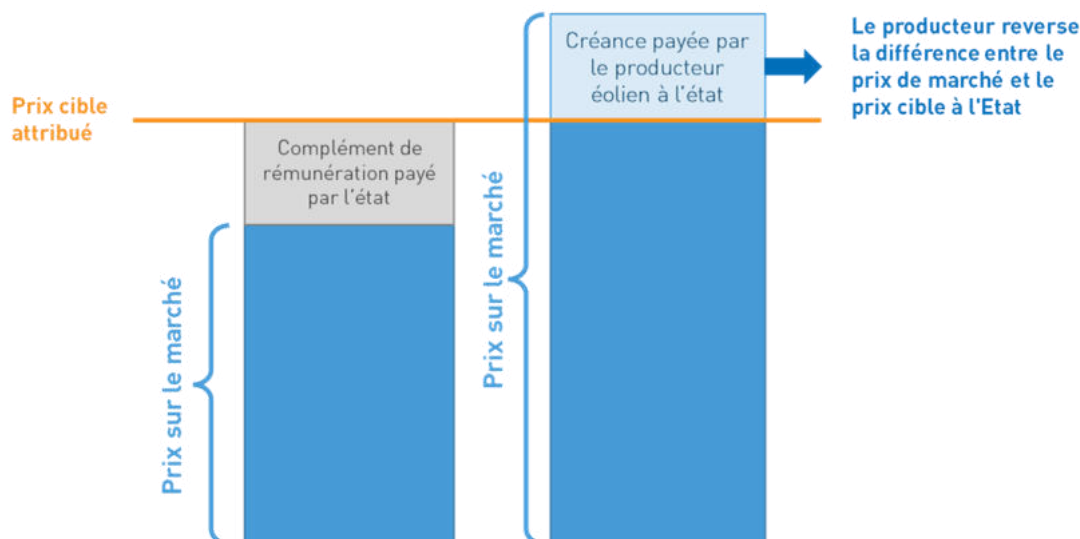 Prix cible
attribué
Complément de
rémunération payé
par l'état
Prix sur le marché
Prix sur le marché
Créance payée par
le producteur
éolien à l'état
Le producteur reverse
la différence entre le
prix de marché et le
prix cible à l'Etat